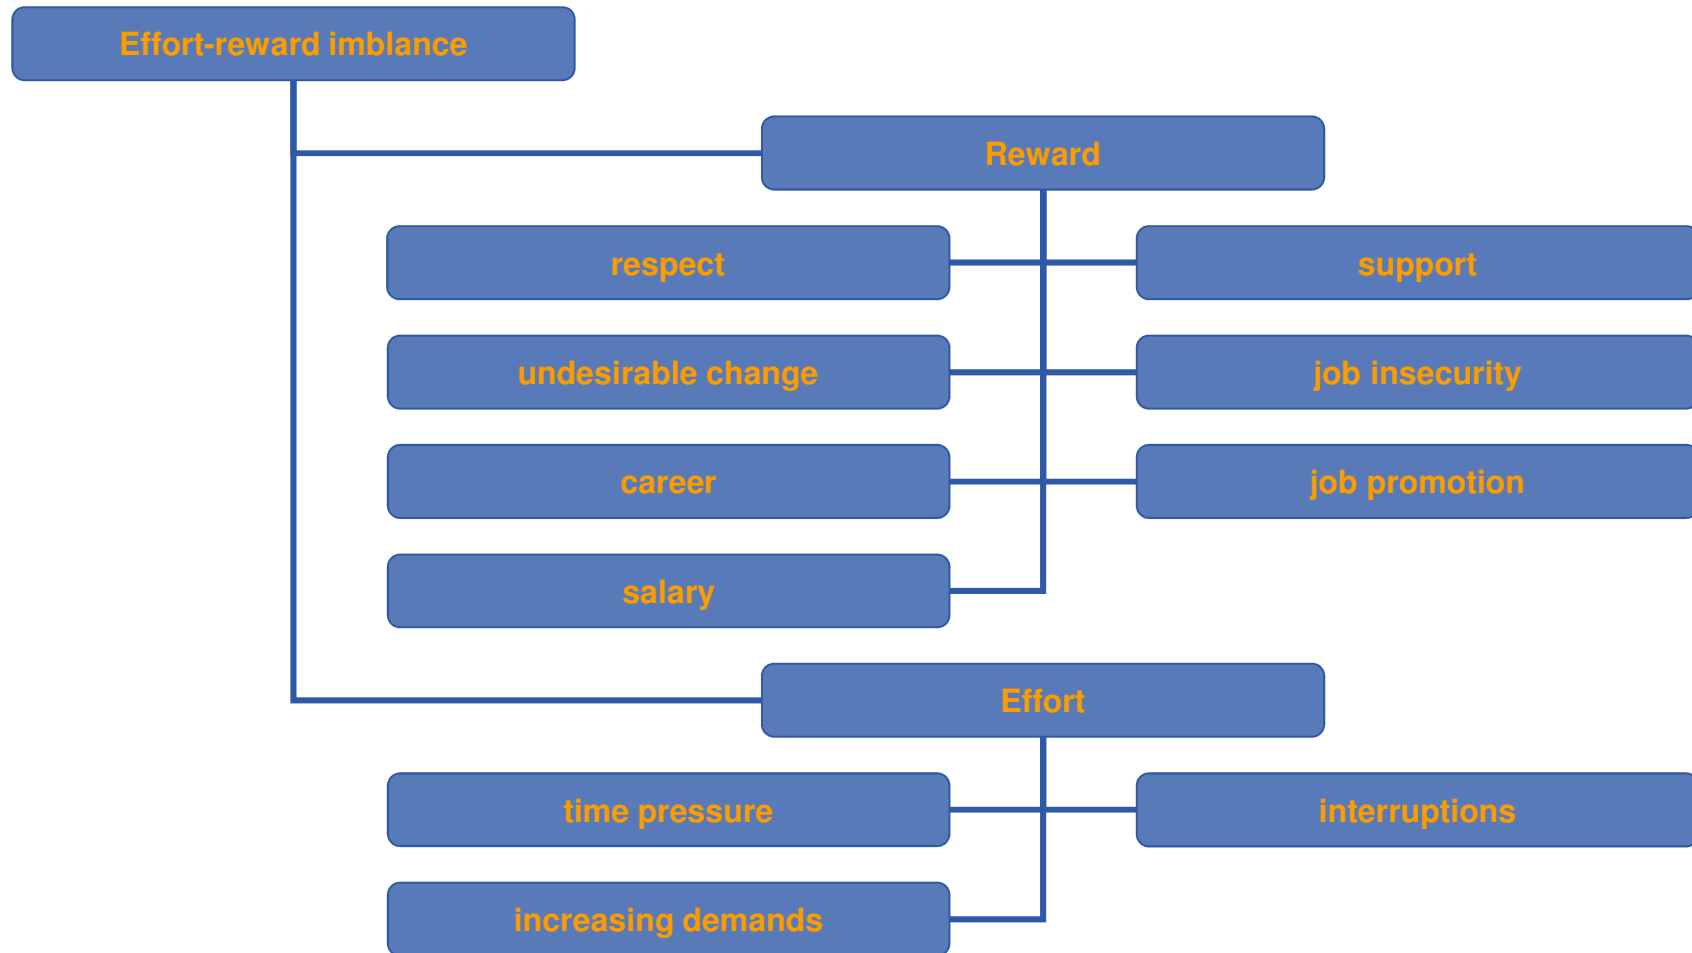 Effort-reward imblance
Reward
respect
support
undesirable change
job insecurity
career
job promotion
salary
Effort
time pressure
interruptions
increasing demands